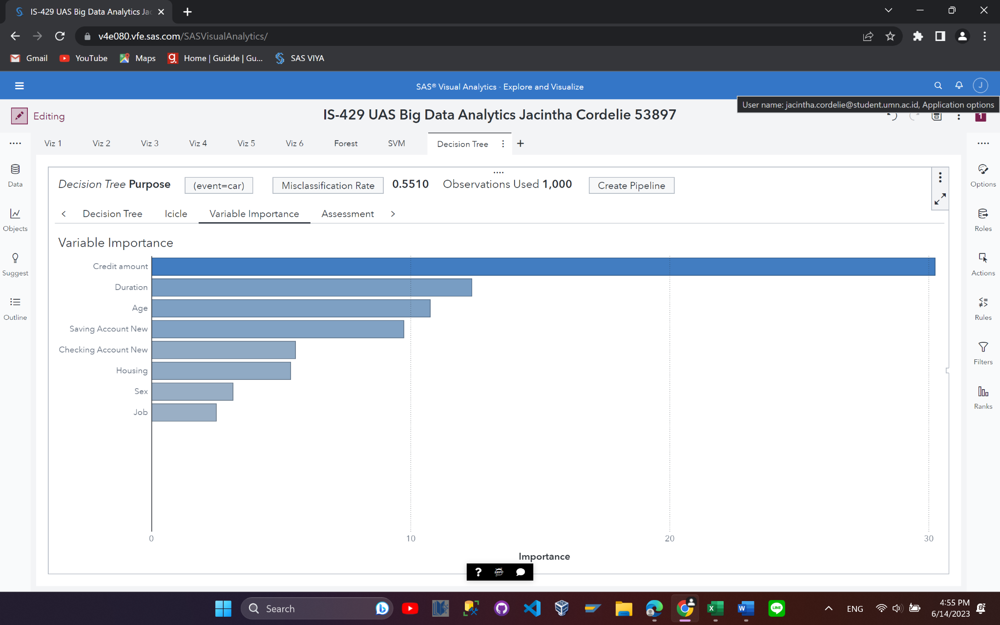 IS-429 UAS Big Data Analytics Jac
v4e080.vfe.sas.com/SASVisualAnalytics/
Gmail
YouTube
Maps
Home | Guidde | Gu...
SAS VIYA
SAS® Visual Analytics - Explore and Visualize
J
User name: jacintha.cordelie@student.umn.ac.id, Application options
Editing
IS-429 UAS Big Data Analytics Jacintha Cordelie 53897
1
Viz 1
Viz 2
Viz 3
Viz 4
Viz 5
Viz 6
Forest
SVM
Decision Tree
Data
Objects
Suggest
Outline
Decision Tree Purpose
(event=car)
Misclassification Rate
0.5510
Observations Used 1,000
Create Pipeline
Decision Tree
Icicle
Variable Importance
Assessment
Variable Importance
Credit amount
Duration
Age
Saving Account New
Checking Account New
Housing
Sex
Job
0
10
20
30
Importance
Options
Roles
Actions
Rules
Filters
Ranks
?
Search
ENG
4:55 PM
6/14/2023